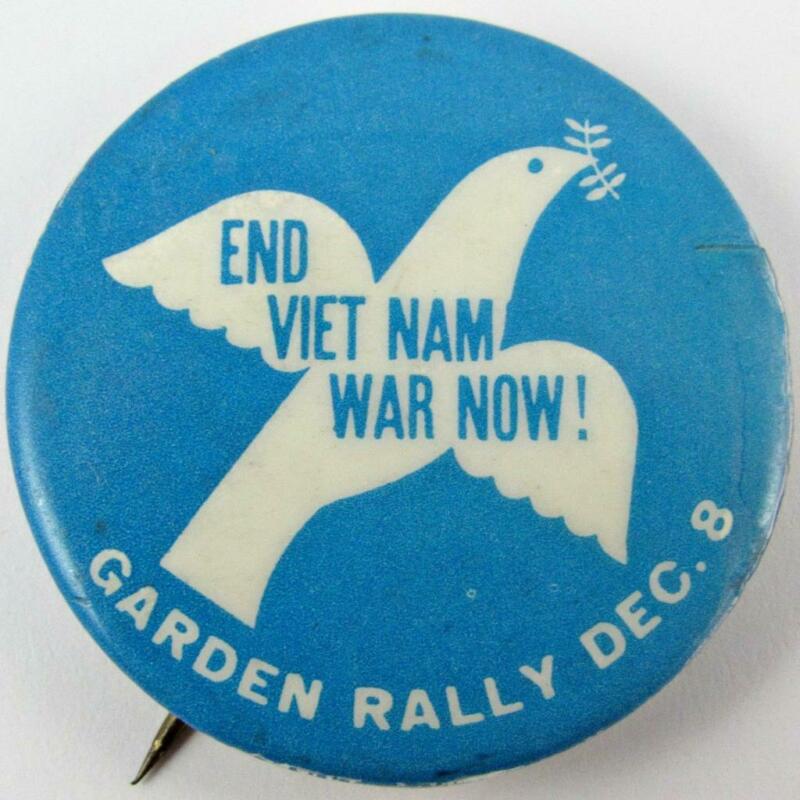 END
VIET NAM
WAR NOW!
GARDEN RALLY DEC. 8